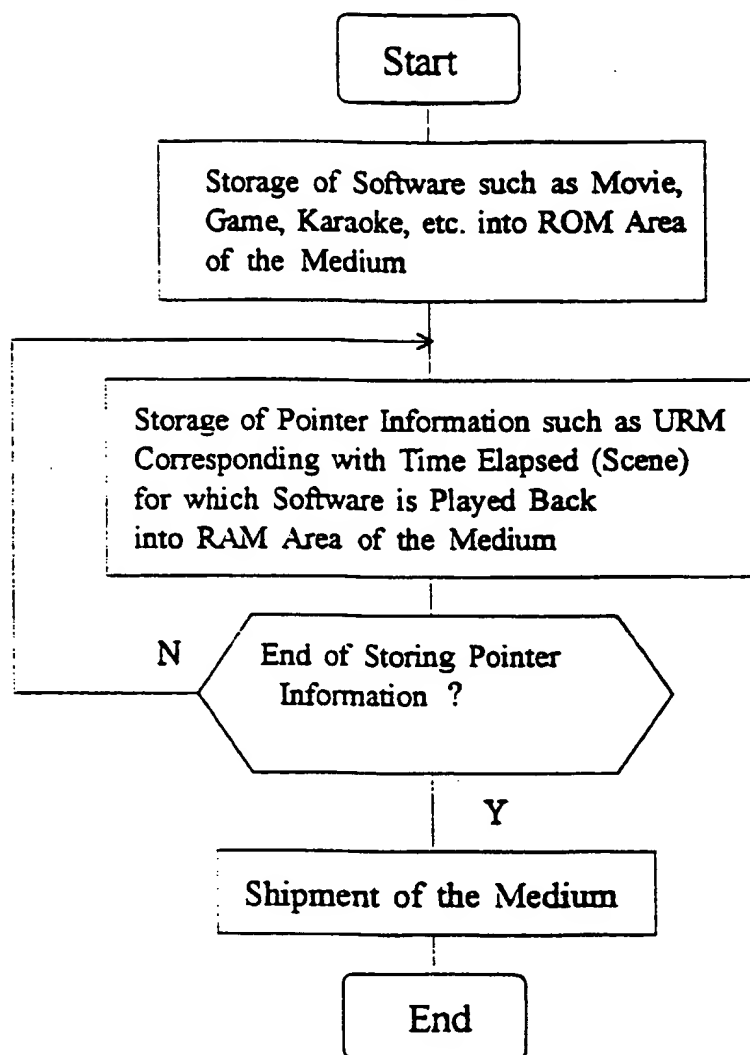 Start
Storage of Software such as Movie,
Game, Karaoke, etc. into ROM Area
of the Medium
Storage of Pointer Information such as URM
Corresponding with Time Elapsed (Scene)
for which Software is Played Back
into RAM Area of the Medium
N
End of Storing Pointer
Information ?
Y
Shipment of the Medium
End